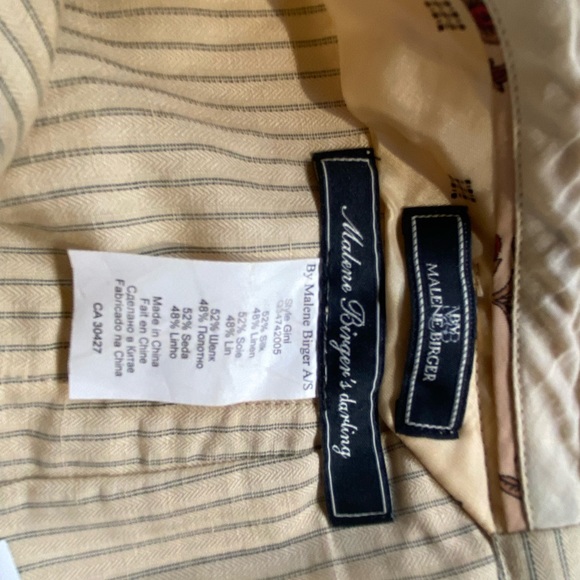 MALENE BIRGER
Malene Birger's darling
By Malene Birger A/S
Style Gini
52% Silk
48% Linen
52% Soie
48% Lin
52% Шелк
48% Полотно
52% Seda
48% Linho
Made in China
Fait en Chine
Сделано в Китае
Fabricado na China
CA 30427